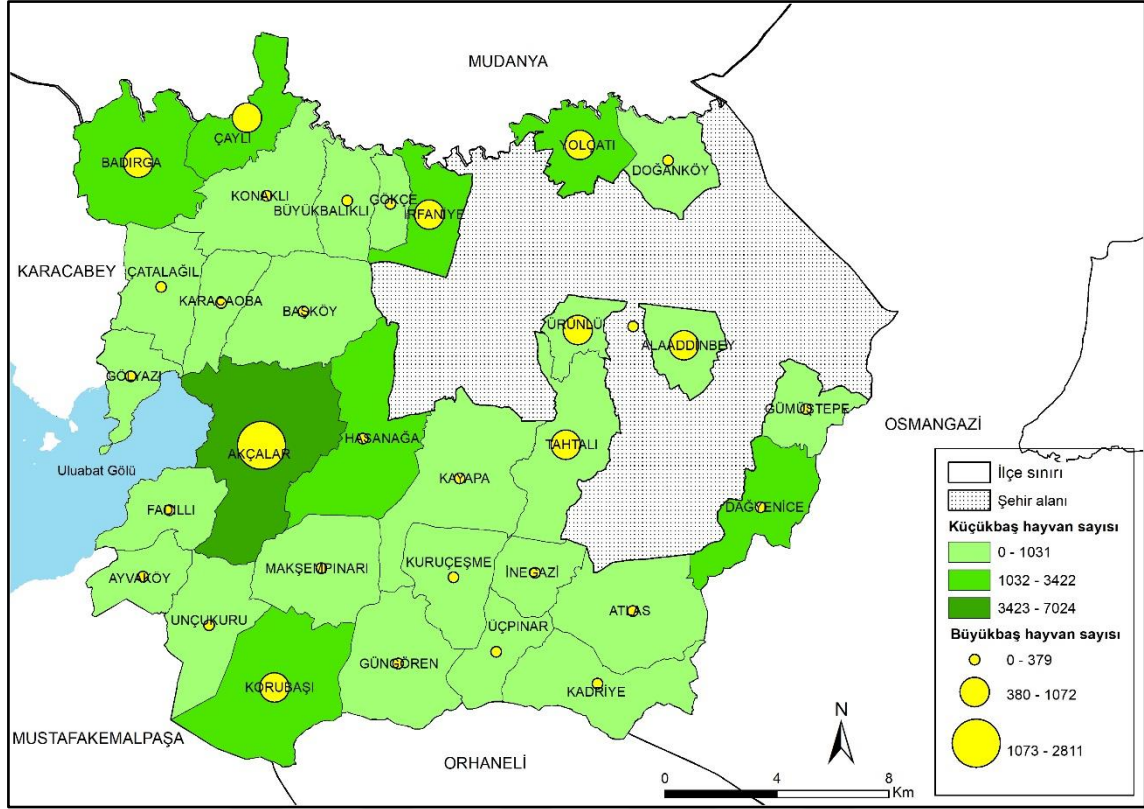 MUDANYA
ÇAYLI
BADIRGA
YOLÇATI
DOĞANKÖY
KONAKLI
GÖKÇE
BÜYÜKBALIKLI
İRFANİYE
KARACABEY
ÇATALAĞIL
KARACAOBA
BAŞKÖY
ÜRÜNLÜ
ALAADDİNBEY
GÖLYAZI
GÜMÜŞTEPE
OSMANGAZİ
HASANAĞA
TAHTALI
AKÇALAR
Uluabat Gölü
KAYAPA
DAĞYENİCE
FADILLI
MAKŞEMPINARI
KURUÇEŞME
İNEGAZİ
AYVAKÖY
ATLAS
UNÇUKURU
ÜÇPINAR
GÜNGÖREN
KORUBAŞI
KADRİYE
MUSTAFAKEMALPAŞA
ORHANELİ
N
0 4 8
Km
İlçe sınırı
Şehir alanı
Küçükbaş hayvan sayısı
0 - 1031
1032 - 3422
3423 - 7024
Büyükbaş hayvan sayısı
0 - 379
380 - 1072
1073 - 2811